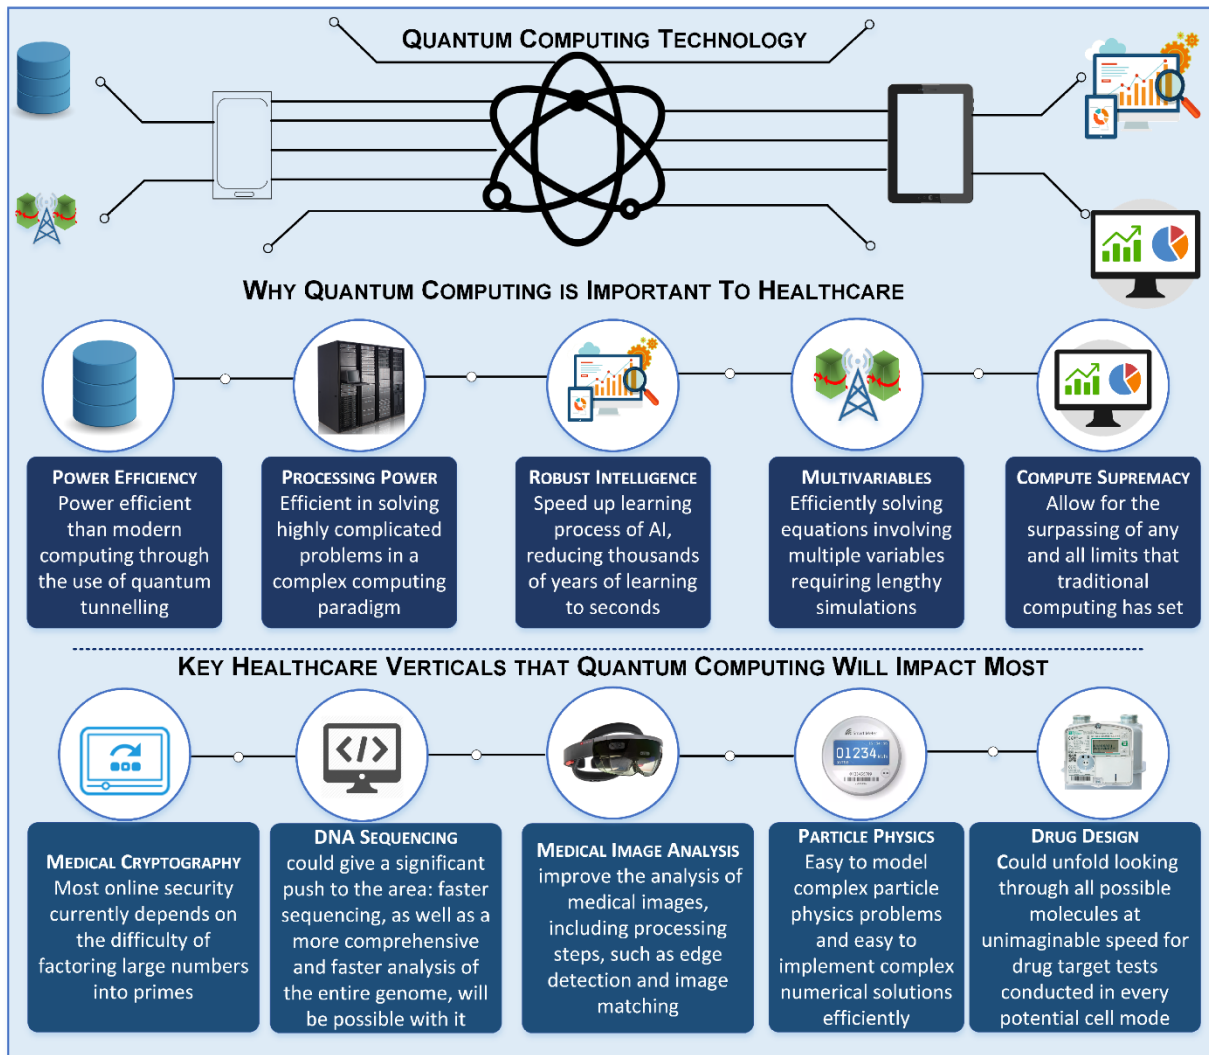 QUANTUM COMPUTING TECHNOLOGY
WHY QUANTUM COMPUTING IS IMPORTANT TO HEALTHCARE
POWER EFFICIENCY
Power efficient
than modern
computing through
the use of quantum
tunnelling
PROCESSING POWER
Efficient in solving
highly complicated
problems in a
complex computing
paradigm
ROBUST INTELLIGENCE
Speed up learning
process of AI,
reducing thousands
of years of learning
to seconds
MULTIVARIABLES
Efficiently solving
equations involving
multiple variables
requiring lengthy
simulations
COMPUTE SUPREMACY
Allow for the
surpassing of any
and all limits that
traditional
computing has set
KEY HEALTHCARE VERTICALS THAT QUANTUM COMPUTING WILL IMPACT MOST
</>
01234
MEDICAL CRYPTOGRAPHY
Most online security
currently depends on
the difficulty of
factoring large numbers
into primes
DNA SEQUENCING
could give a significant
push to the area: faster
sequencing, as well as a
more comprehensive
and faster analysis of
the entire genome, will
be possible with it
MEDICAL IMAGE ANALYSIS
improve the analysis of
medical images,
including processing
steps, such as edge
detection and image
matching
PARTICLE PHYSICS
Easy to model
complex particle
physics problems
and easy to
implement complex
numerical solutions
efficiently
DRUG DESIGN
Could unfold looking
through all possible
molecules at
unimaginable speed for
drug target tests
conducted in every
potential cell mode